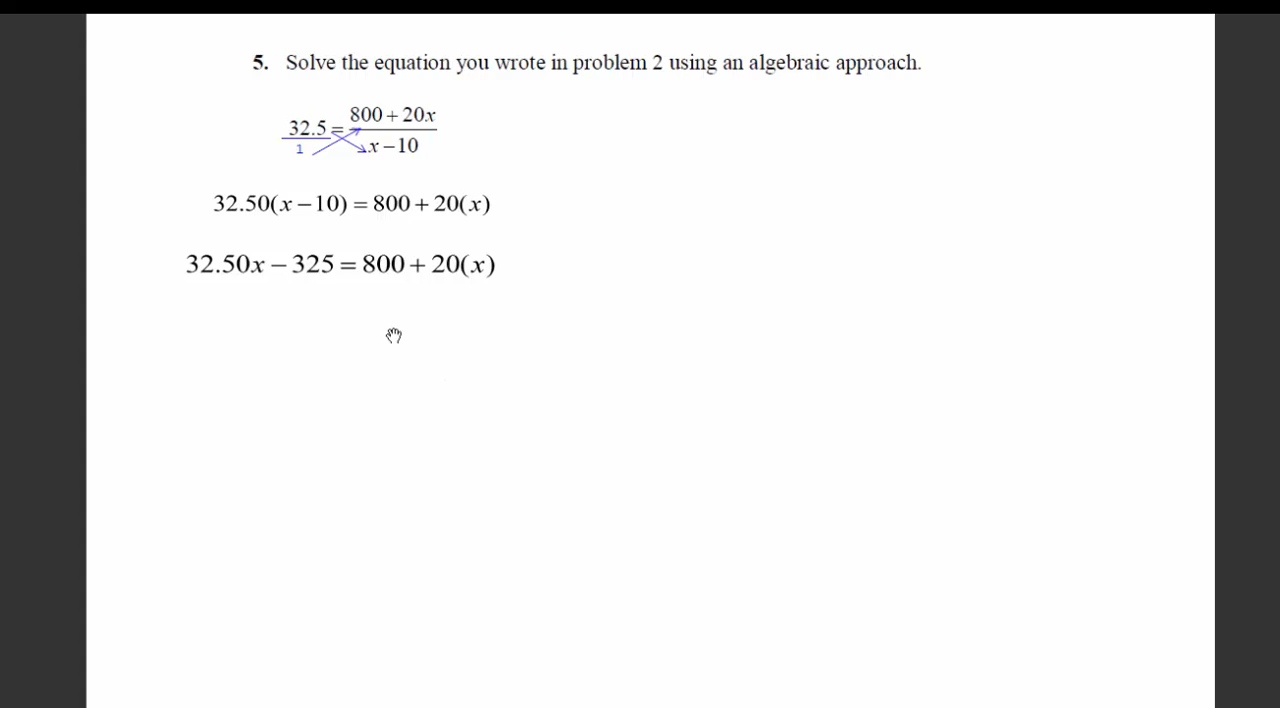 5. Solve the equation you wrote in problem 2 using an algebraic approach.
32.5/1 = (800 + 20x)/(x − 10)
32.50(x − 10) = 800 + 20(x)
32.50x − 325 = 800 + 20(x)